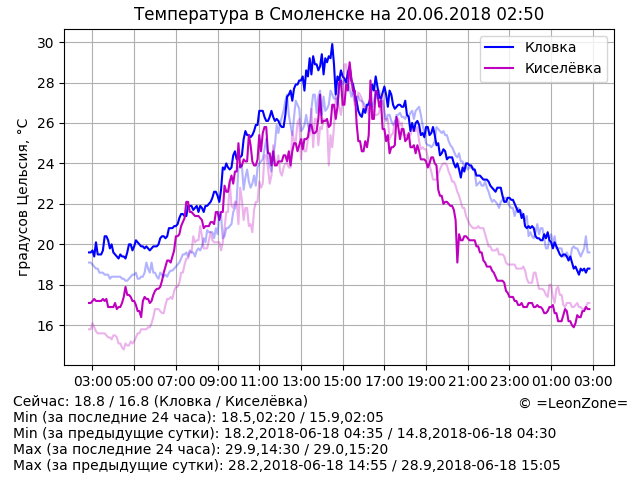 Температура в Смоленске на 20.06.2018 02:50
градусов Цельсия, °C
30
28
26
24
22
20
18
16
Кловка
Киселёвка
03:00 05:00 07:00 09:00 11:00 13:00 15:00 17:00 19:00 21:00 23:00 01:00 03:00
Сейчас: 18.8 / 16.8 (Кловка / Киселёвка)
© =LeonZone=
Min (за последние 24 часа): 18.5,02:20 / 15.9,02:05
Min (за предыдущие сутки): 18.2,2018-06-18 04:35 / 14.8,2018-06-18 04:30
Max (за последние 24 часа): 29.9,14:30 / 29.0,15:20
Max (за предыдущие сутки): 28.2,2018-06-18 14:55 / 28.9,2018-06-18 15:05